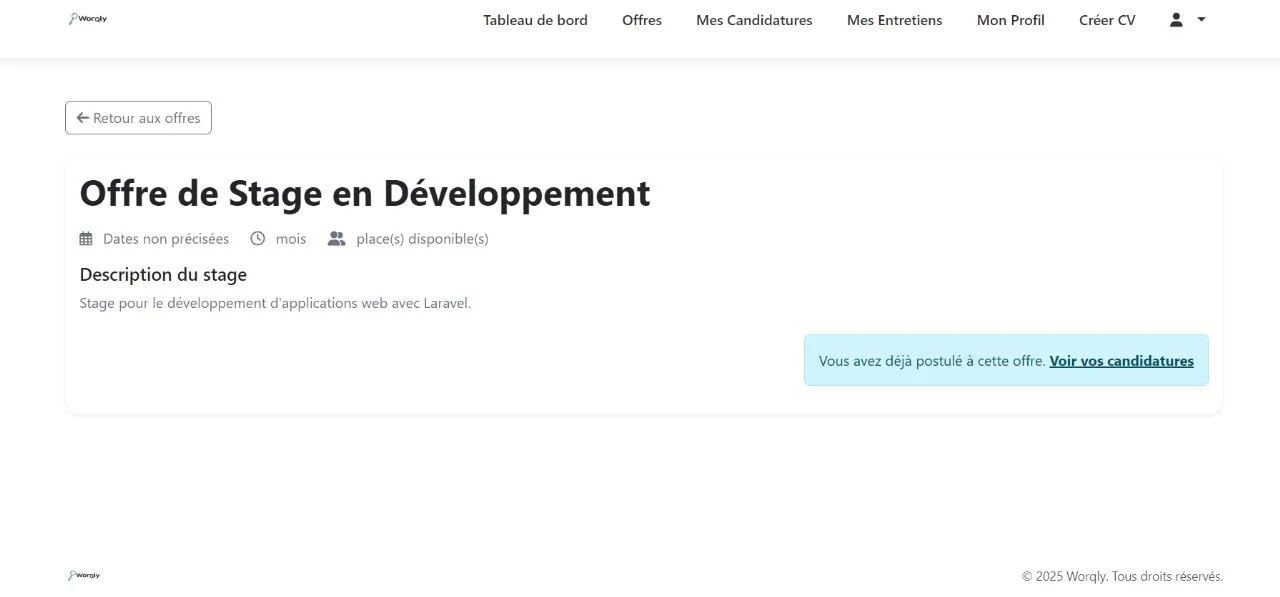 Worqly
Tableau de bord Offres Mes Candidatures Mes Entretiens Mon Profil Créer CV
Retour aux offres
Offre de Stage en Développement
Dates non précisées mois place(s) disponible(s)
Description du stage
Stage pour le développement d'applications web avec Laravel.
Vous avez déjà postulé à cette offre. Voir vos candidatures
Worqly © 2025 Worqly. Tous droits réservés.